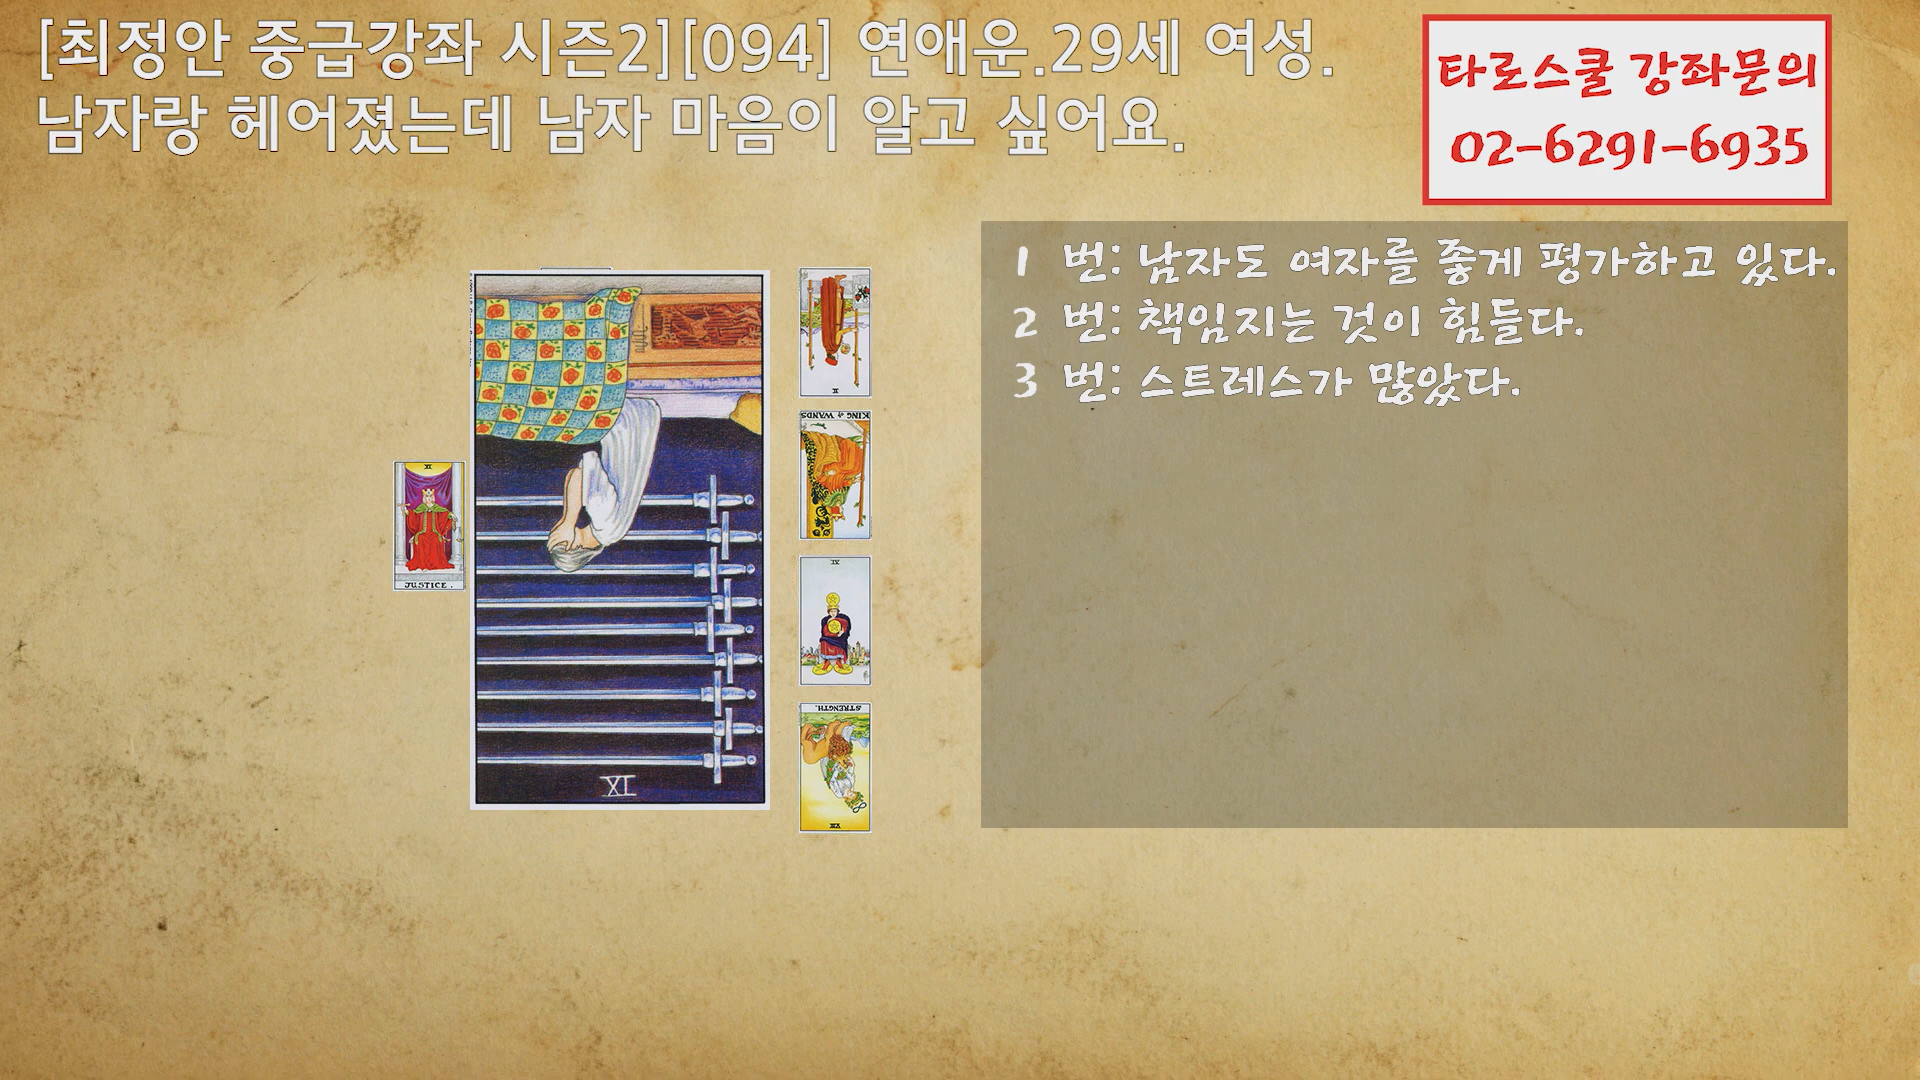 [최정안 중급강좌 시즌2][094] 연애운.29세 여성.
남자랑 헤어졌는데 남자 마음이 알고 싶어요.
타로스쿨 강좌문의
02-6291-6935
1 번: 남자도 여자를 좋게 평가하고 있다.
2 번: 책임지는 것이 힘들다.
3 번: 스트레스가 많았다.
XI
JUSTICE.
IX
II
KING of WANDS
IV
STRENGTH.
VIII